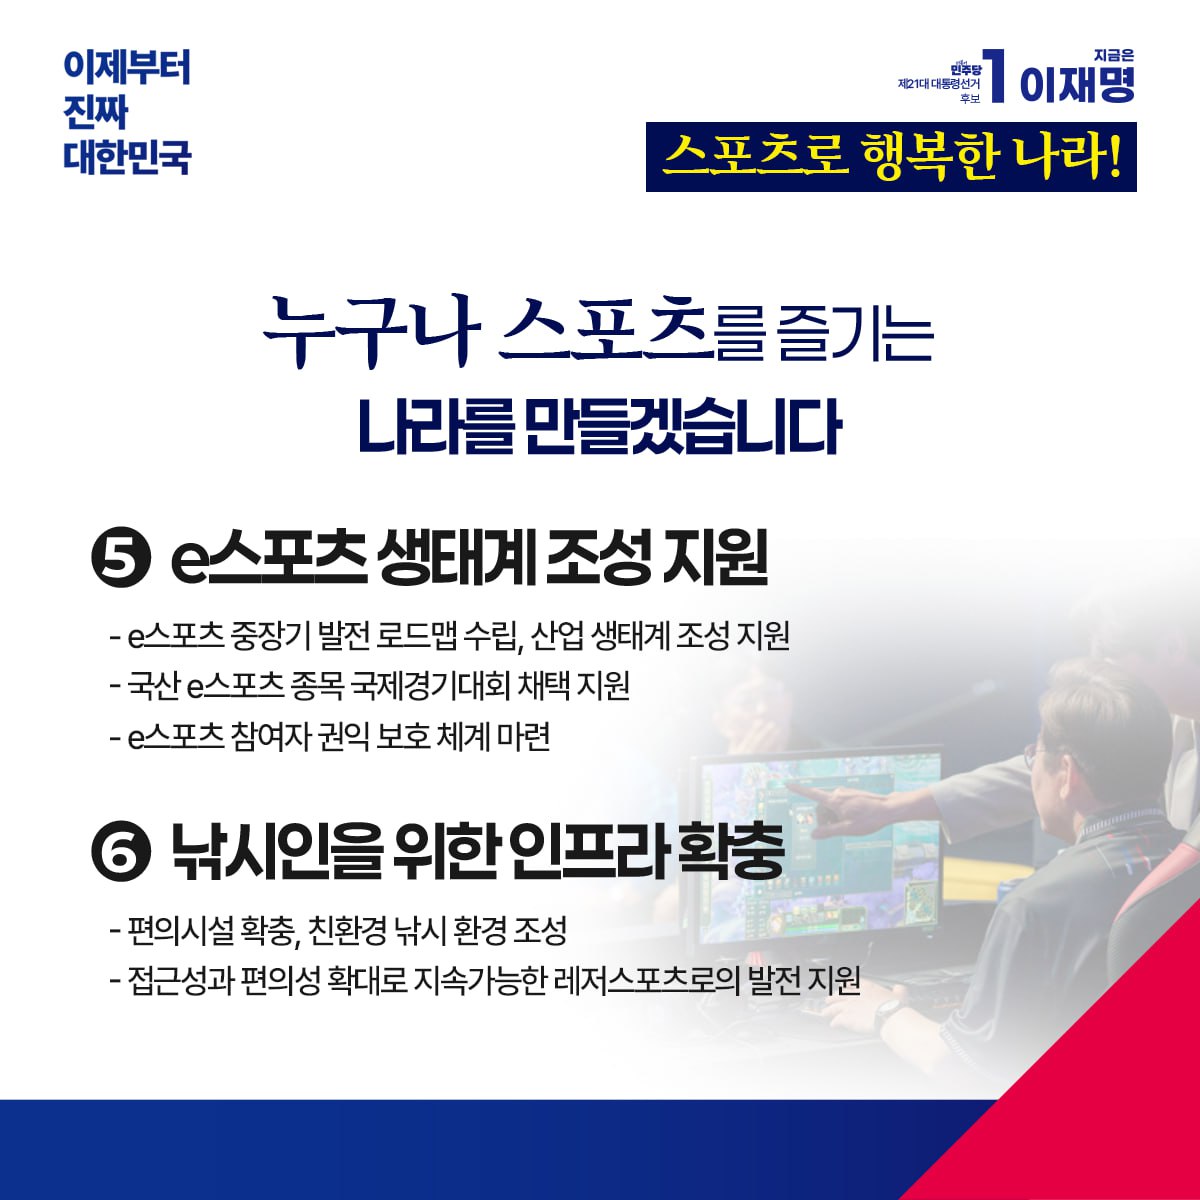 이제부터
진짜
대한민국
지금은
민주당
제21대 대통령선거
후보
1 이재명
스포츠로 행복한 나라!
누구나 스포츠를 즐기는
나라를 만들겠습니다
5 e스포츠 생태계 조성 지원
- e스포츠 중장기 발전 로드맵 수립, 산업 생태계 조성 지원
- 국산 e스포츠 종목 국제경기대회 채택 지원
- e스포츠 참여자 권익 보호 체계 마련
6 낚시인을 위한 인프라 확충
- 편의시설 확충, 친환경 낚시 환경 조성
- 접근성과 편의성 확대로 지속가능한 레저스포츠로의 발전 지원